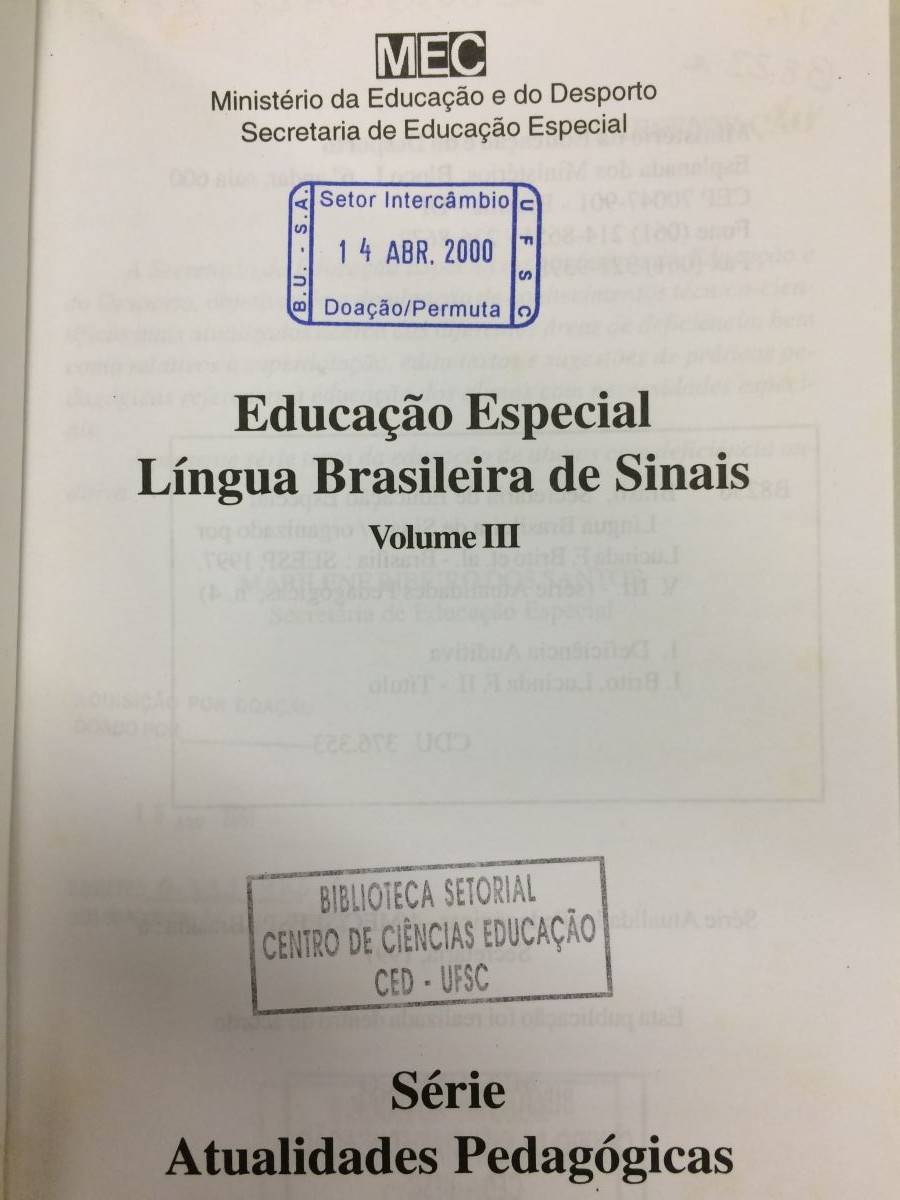 MEC
Ministério da Educação e do Desporto
Secretaria de Educação Especial
B.U. - S.A.
Setor Intercâmbio
14 ABR. 2000
Doação/Permuta
UFSC
Educação Especial
Língua Brasileira de Sinais
Volume III
BIBLIOTECA SETORIAL
CENTRO DE CIÊNCIAS EDUCAÇÃO
CED - UFSC
Série
Atualidades Pedagógicas